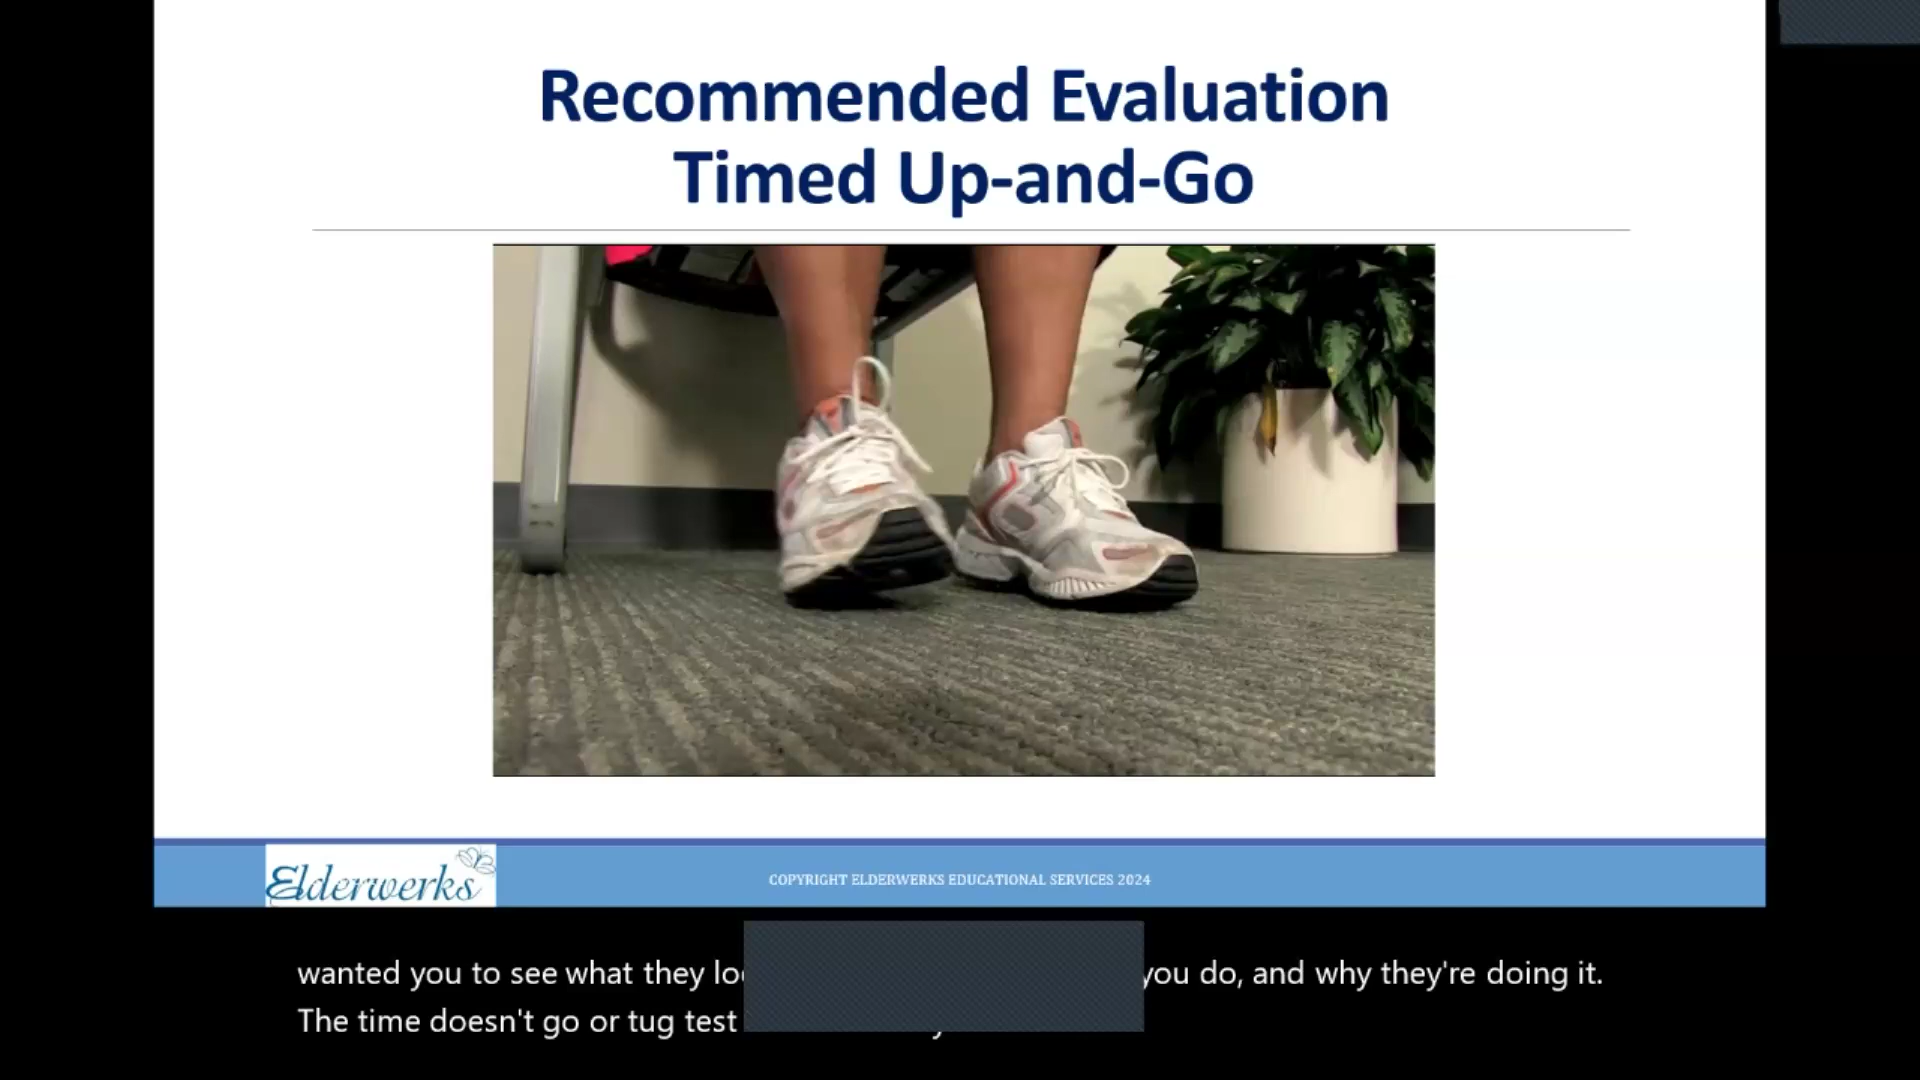 Recommended Evaluation
Timed Up-and-Go
Elderwerks
COPYRIGHT ELDERWERKS EDUCATIONAL SERVICES 2024
wanted you to see what they you do, and why they're doing it.
The time doesn't go or tug test